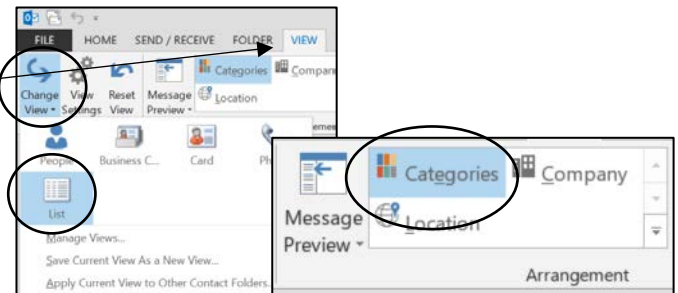 FILE HOME SEND / RECEIVE FOLDER VIEW
Change View Reset Message Categories
View Settings View Preview Location
People Business C... Card
List
Manage Views...
Save Current View As a New View...
Apply Current View to Other Contact Folders...
Categories Company
Message Location
Preview
Arrangement